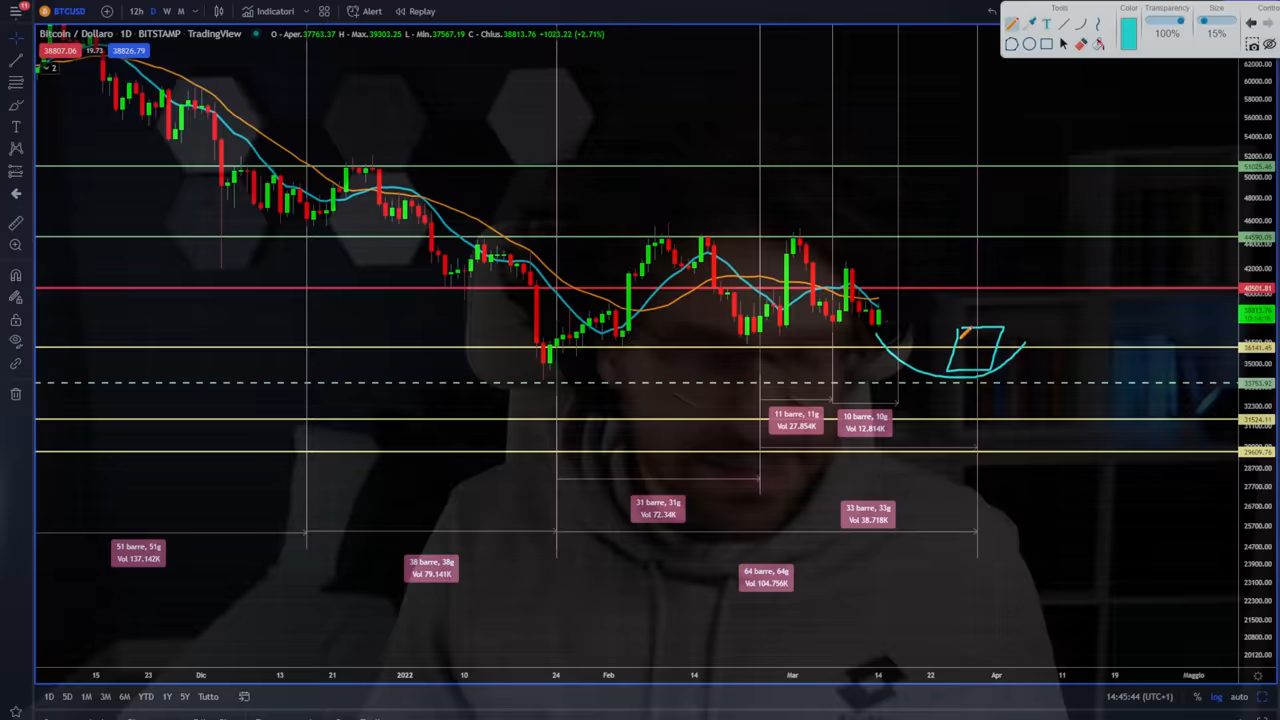 11
BTCUSD
12h D W M
Indicatori
Alert
Replay
Tools
Color
Transparency
Size
100%
15%
Bitcoin / Dollaro · 1D · BITSTAMP · TradingView
O - Aper.37763.37 H - Max.39303.25 L - Min.37567.19 C - Chius.38813.76 +1023.22 (+2.71%)
38807.06 19.73 38826.79
2
62000.00
60000.00
58000.00
56000.00
54000.00
52000.00
51025.46
50000.00
48000.00
46000.00
44590.05
42000.00
40501.81
38813.76
10:14:16
36141.45
35000.00
33753.92
32300.00
31524.11
29609.76
28700.00
27700.00
26700.00
25700.00
24700.00
23900.00
23100.00
22300.00
21500.00
20800.00
20120.00
11 barre, 11g
Vol 27.854K
10 barre, 10g
Vol 12.814K
31 barre, 31g
Vol 72.34K
33 barre, 33g
Vol 38.718K
51 barre, 51g
Vol 137.142K
38 barre, 38g
Vol 79.141K
64 barre, 64g
Vol 104.756K
15 23 Dic 13 21 2022 10 24 Feb 14 21 Mar 14 22 Apr 11 19 Maggio
1D 5D 1M 3M 6M YTD 1Y 5Y Tutto
14:45:44 (UTC+1) % log auto